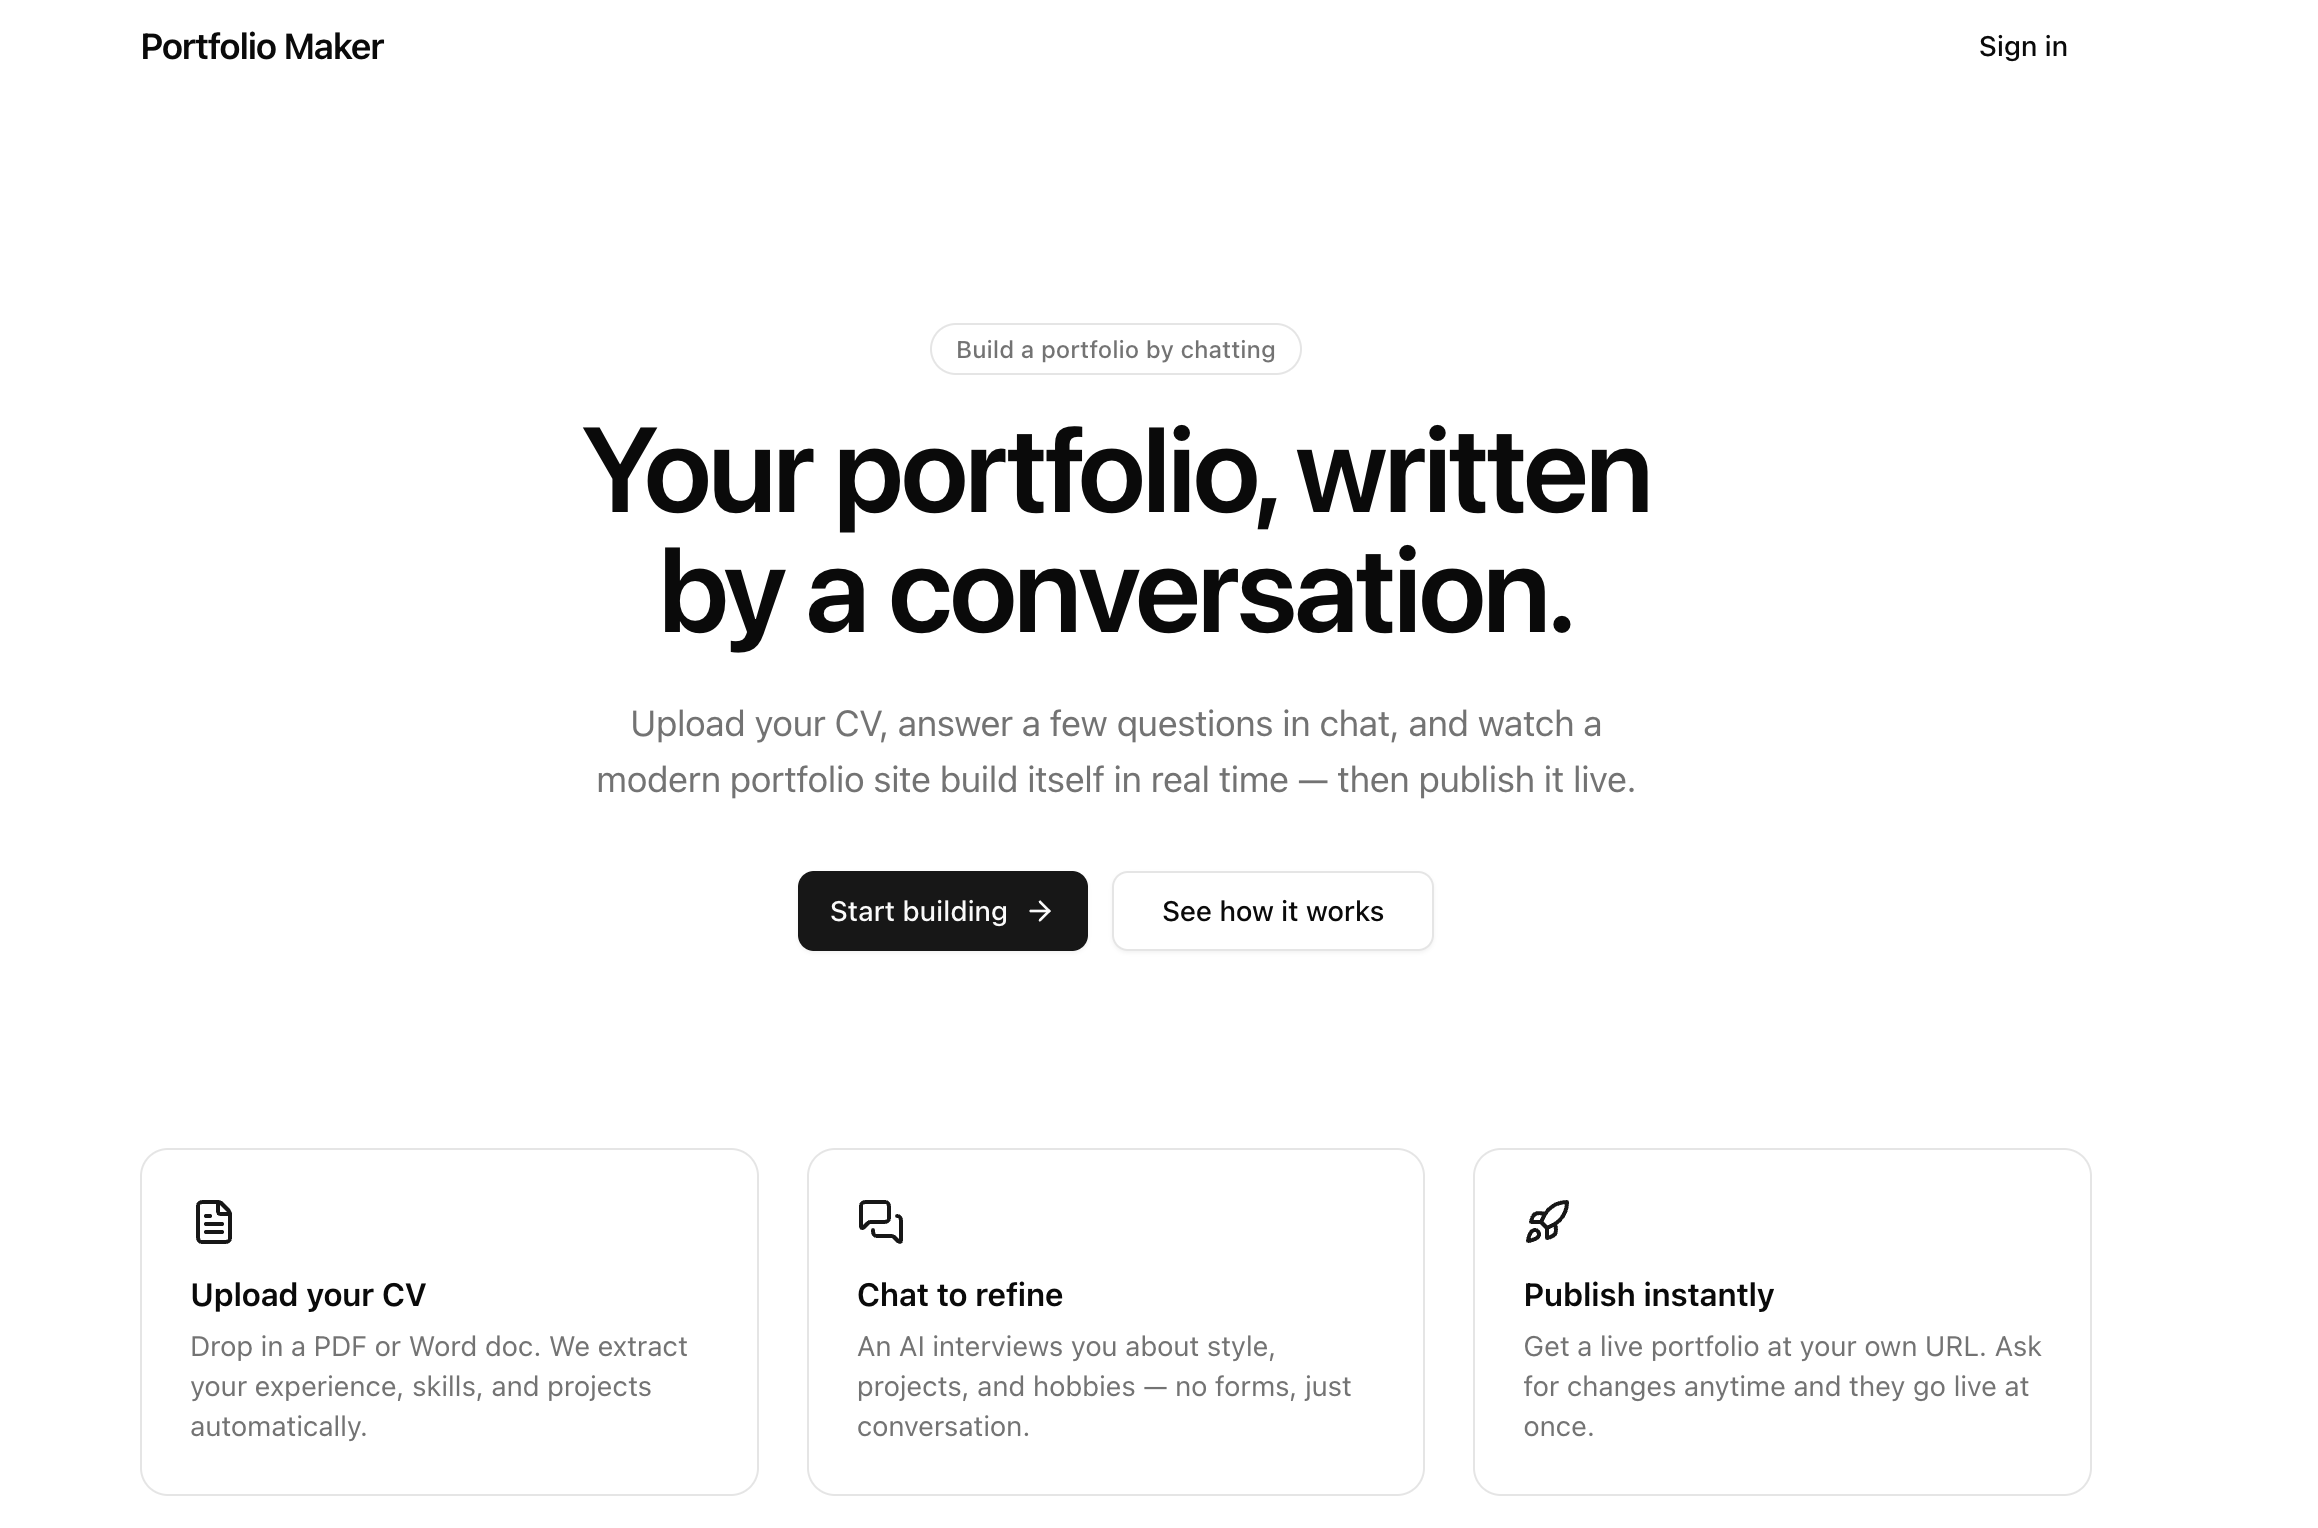 Portfolio Maker
Sign in
Build a portfolio by chatting
Your portfolio, written
by a conversation.
Upload your CV, answer a few questions in chat, and watch a
modern portfolio site build itself in real time — then publish it live.
Start building
See how it works
Upload your CV
Drop in a PDF or Word doc. We extract
your experience, skills, and projects
automatically.
Chat to refine
An AI interviews you about style,
projects, and hobbies — no forms, just
conversation.
Publish instantly
Get a live portfolio at your own URL. Ask
for changes anytime and they go live at
once.